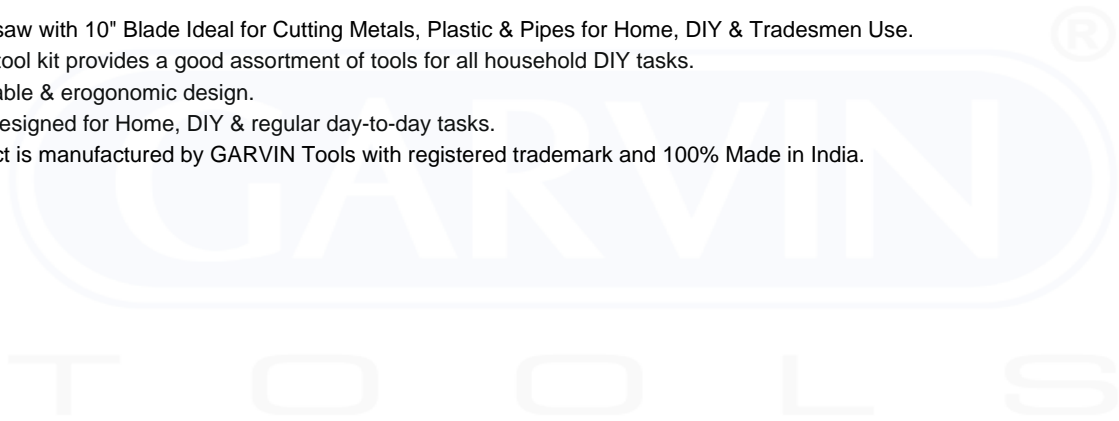 saw with 10" Blade Ideal for Cutting Metals, Plastic & Pipes for Home, DIY & Tradesmen Use.
tool kit provides a good assortment of tools for all household DIY tasks.
able & erogonomic design.
esigned for Home, DIY & regular day-to-day tasks.
ct is manufactured by GARVIN Tools with registered trademark and 100% Made in India.
®
GARVIN
TOOLS